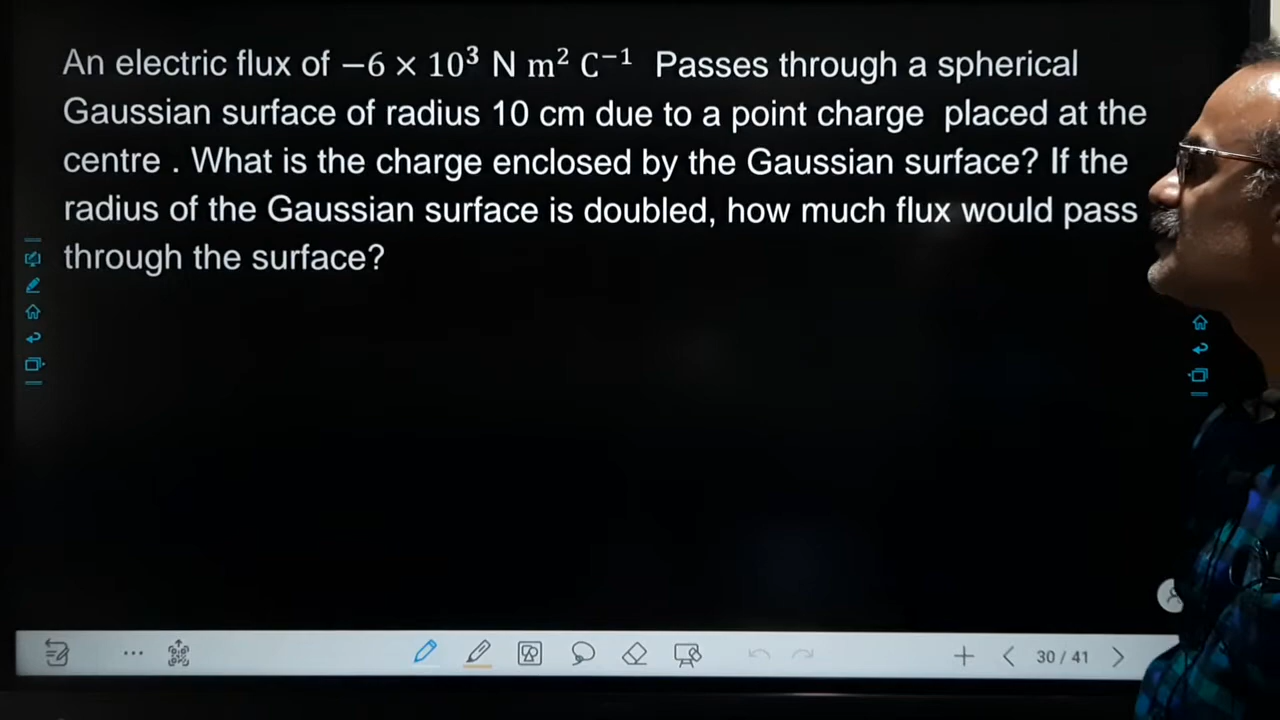 An electric flux of −6 × 10³ N m² C⁻¹ Passes through a spherical
Gaussian surface of radius 10 cm due to a point charge placed at the
centre . What is the charge enclosed by the Gaussian surface? If the
radius of the Gaussian surface is doubled, how much flux would pass
through the surface?
30 / 41